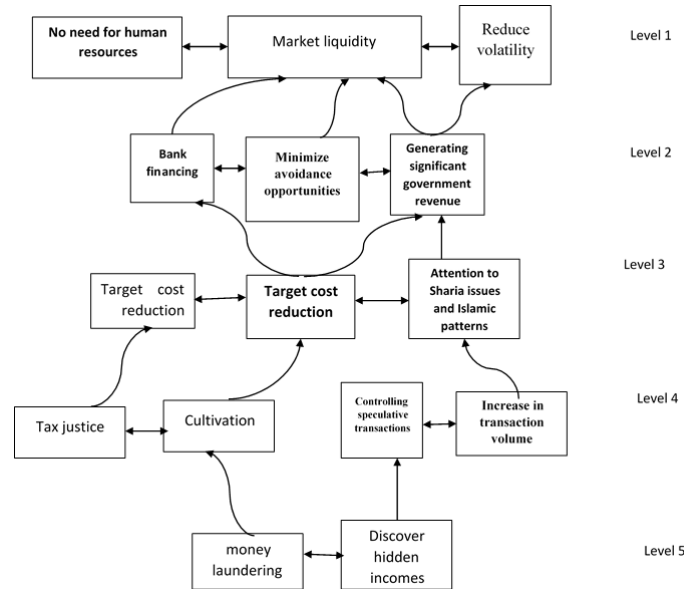 No need for human
resources
Market liquidity
Reduce
volatility
Level 1
Bank
financing
Minimize
avoidance
opportunities
Generating
significant
government
revenue
Level 2
Level 3
Target cost
reduction
Target cost
reduction
Attention to
Sharia issues
and Islamic
patterns
Level 4
Tax justice
Cultivation
Controlling
speculative
transactions
Increase in
transaction
volume
money
laundering
Discover
hidden
incomes
Level 5